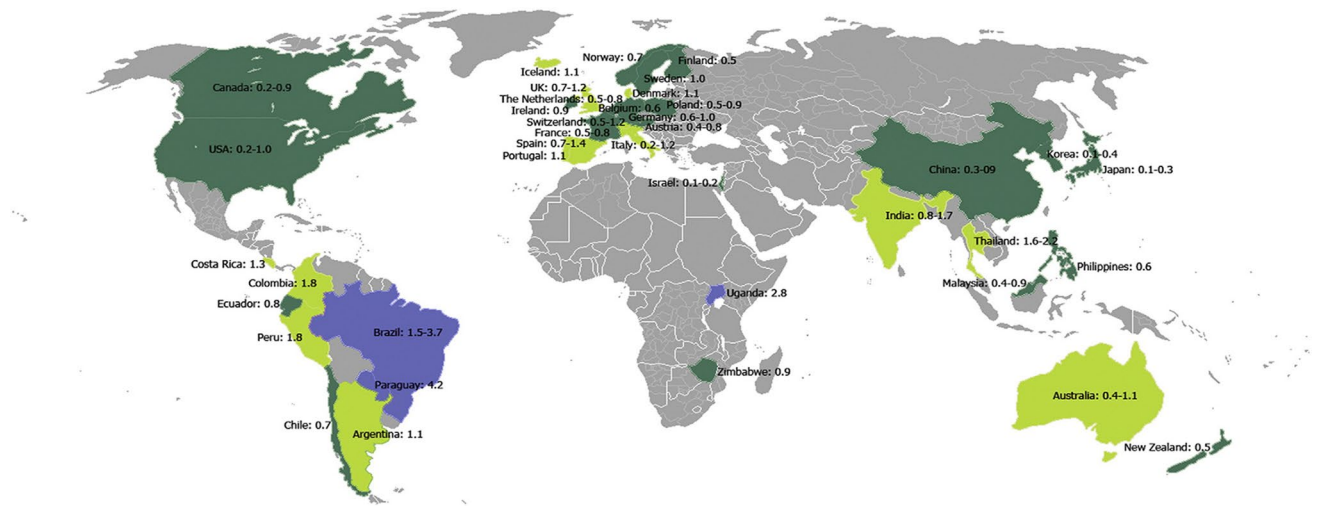 Canada: 0.2-0.9
USA: 0.2-1.0
Costa Rica: 1.3
Colombia: 1.8
Ecuador: 0.8
Peru: 1.8
Brazil: 1.5-3.7
Paraguay: 4.2
Chile: 0.7
Argentina: 1.1
Norway: 0.7
Finland: 0.5
Iceland: 1.1
Sweden: 1.0
UK: 0.7-1.2
Denmark: 1.1
The Netherlands: 0.5-0.8
Poland: 0.5-0.9
Ireland: 0.9
Belgium: 0.6
Germany: 0.6-1.0
Switzerland: 0.5-1.2
Austria: 0.4-0.8
France: 0.5-0.8
Spain: 0.7-1.4
Italy: 0.2-1.2
Portugal: 1.1
Israel: 0.1-0.2
Uganda: 2.8
Zimbabwe: 0.9
Korea: 0.1-0.4
China: 0.3-09
Japan: 0.1-0.3
India: 0.8-1.7
Thailand: 1.6-2.2
Philippines: 0.6
Malaysia: 0.4-0.9
Australia: 0.4-1.1
New Zealand: 0.5